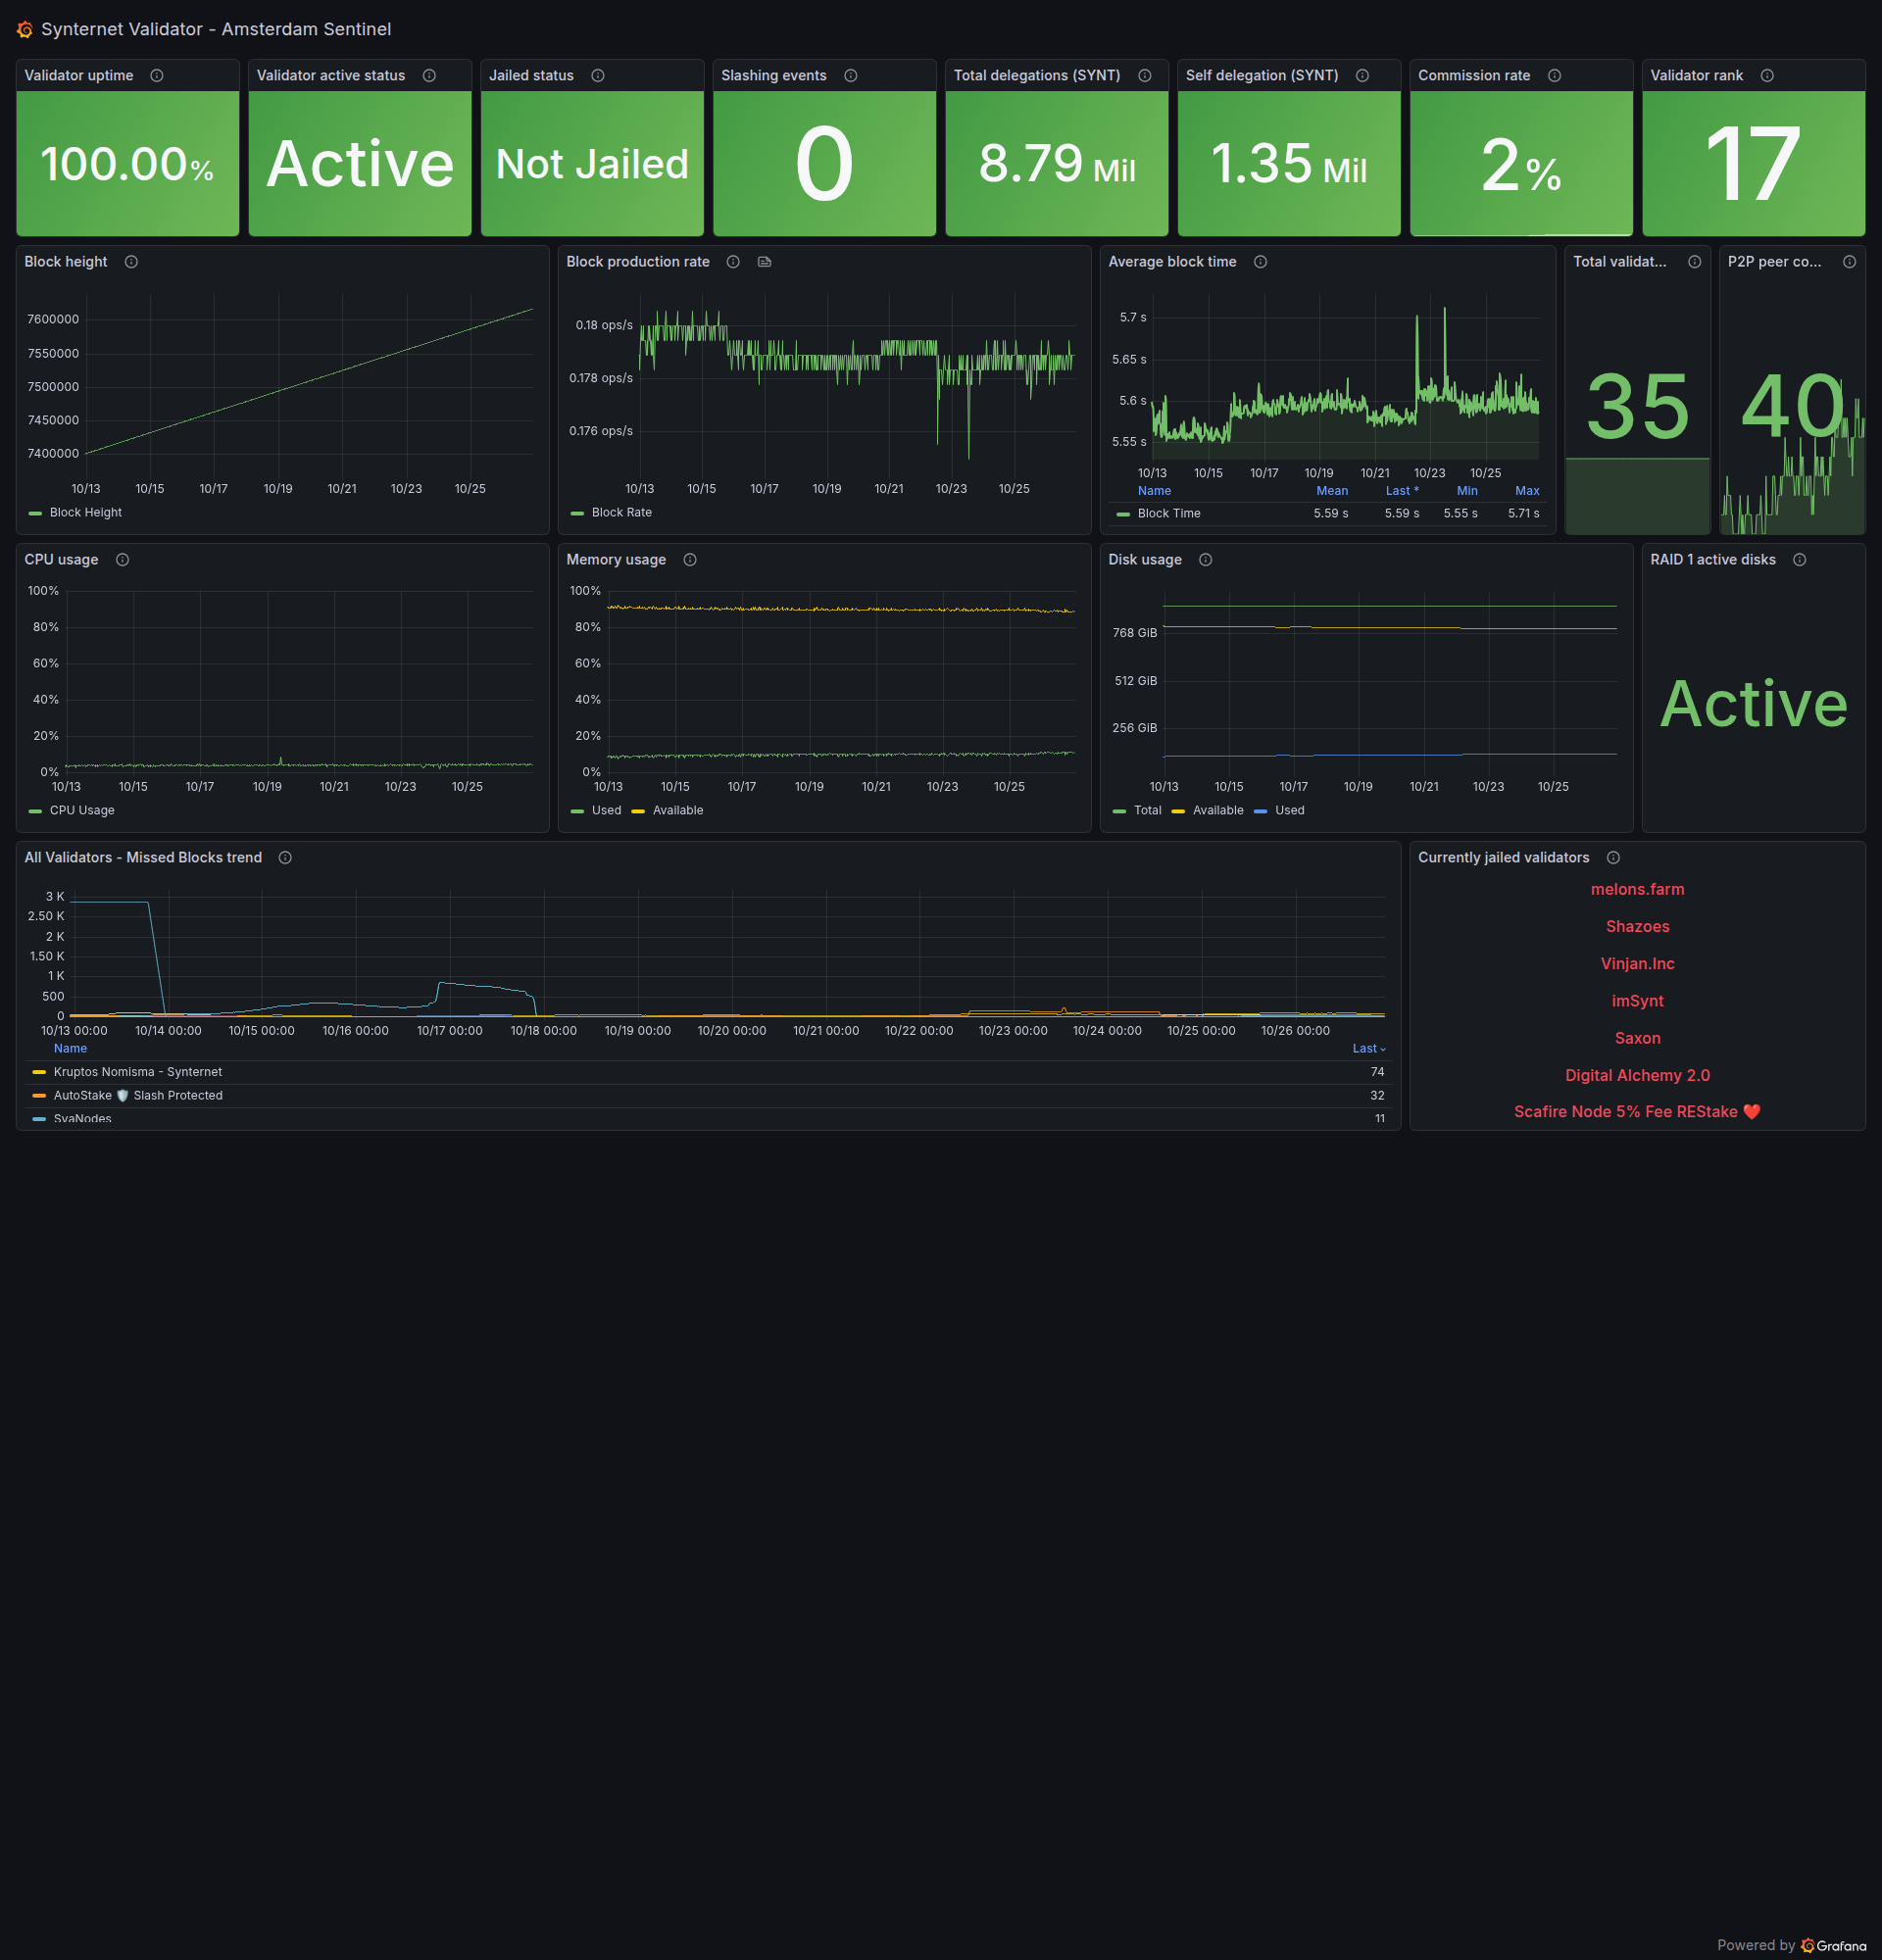 Synternet Validator - Amsterdam Sentinel
Validator uptime
100.00%
Validator active status
Active
Jailed status
Not Jailed
Slashing events
0
Total delegations (SYNT)
8.79 Mil
Self delegation (SYNT)
1.35 Mil
Commission rate
2%
Validator rank
17
Block height
7600000
7550000
7500000
7450000
7400000
10/13 10/15 10/17 10/19 10/21 10/23 10/25
Block Height
Block production rate
0.18 ops/s
0.178 ops/s
0.176 ops/s
10/13 10/15 10/17 10/19 10/21 10/23 10/25
Block Rate
Average block time
5.7 s
5.65 s
5.6 s
5.55 s
10/13 10/15 10/17 10/19 10/21 10/23 10/25
Name Mean Last * Min Max
Block TIme 5.59 s 5.59 s 5.55 s 5.71 s
Total validat...
35
P2P peer co...
40
CPU usage
100%
80%
60%
40%
20%
0%
10/13 10/15 10/17 10/19 10/21 10/23 10/25
CPU Usage
Memory usage
100%
80%
60%
40%
20%
0%
10/13 10/15 10/17 10/19 10/21 10/23 10/25
Used Available
Disk usage
768 GiB
512 GiB
256 GiB
10/13 10/15 10/17 10/19 10/21 10/23 10/25
Total Available Used
RAID 1 active disks
Active
All Validators - Missed Blocks trend
3 K
2.50 K
2 K
1.50 K
1 K
500
0
10/13 00:00 10/14 00:00 10/15 00:00 10/16 00:00 10/17 00:00 10/18 00:00 10/19 00:00 10/20 00:00 10/21 00:00 10/22 00:00 10/23 00:00 10/24 00:00 10/25 00:00 10/26 00:00
Name Last
Kruptos Nomisma - Synternet 74
AutoStake 🛡️ Slash Protected 32
SvaNodes 11
Currently jailed validators
melons.farm
Shazoes
Vinjan.Inc
imSynt
Saxon
Digital Alchemy 2.0
Scafire Node 5% Fee REStake ❤️
Powered by Grafana